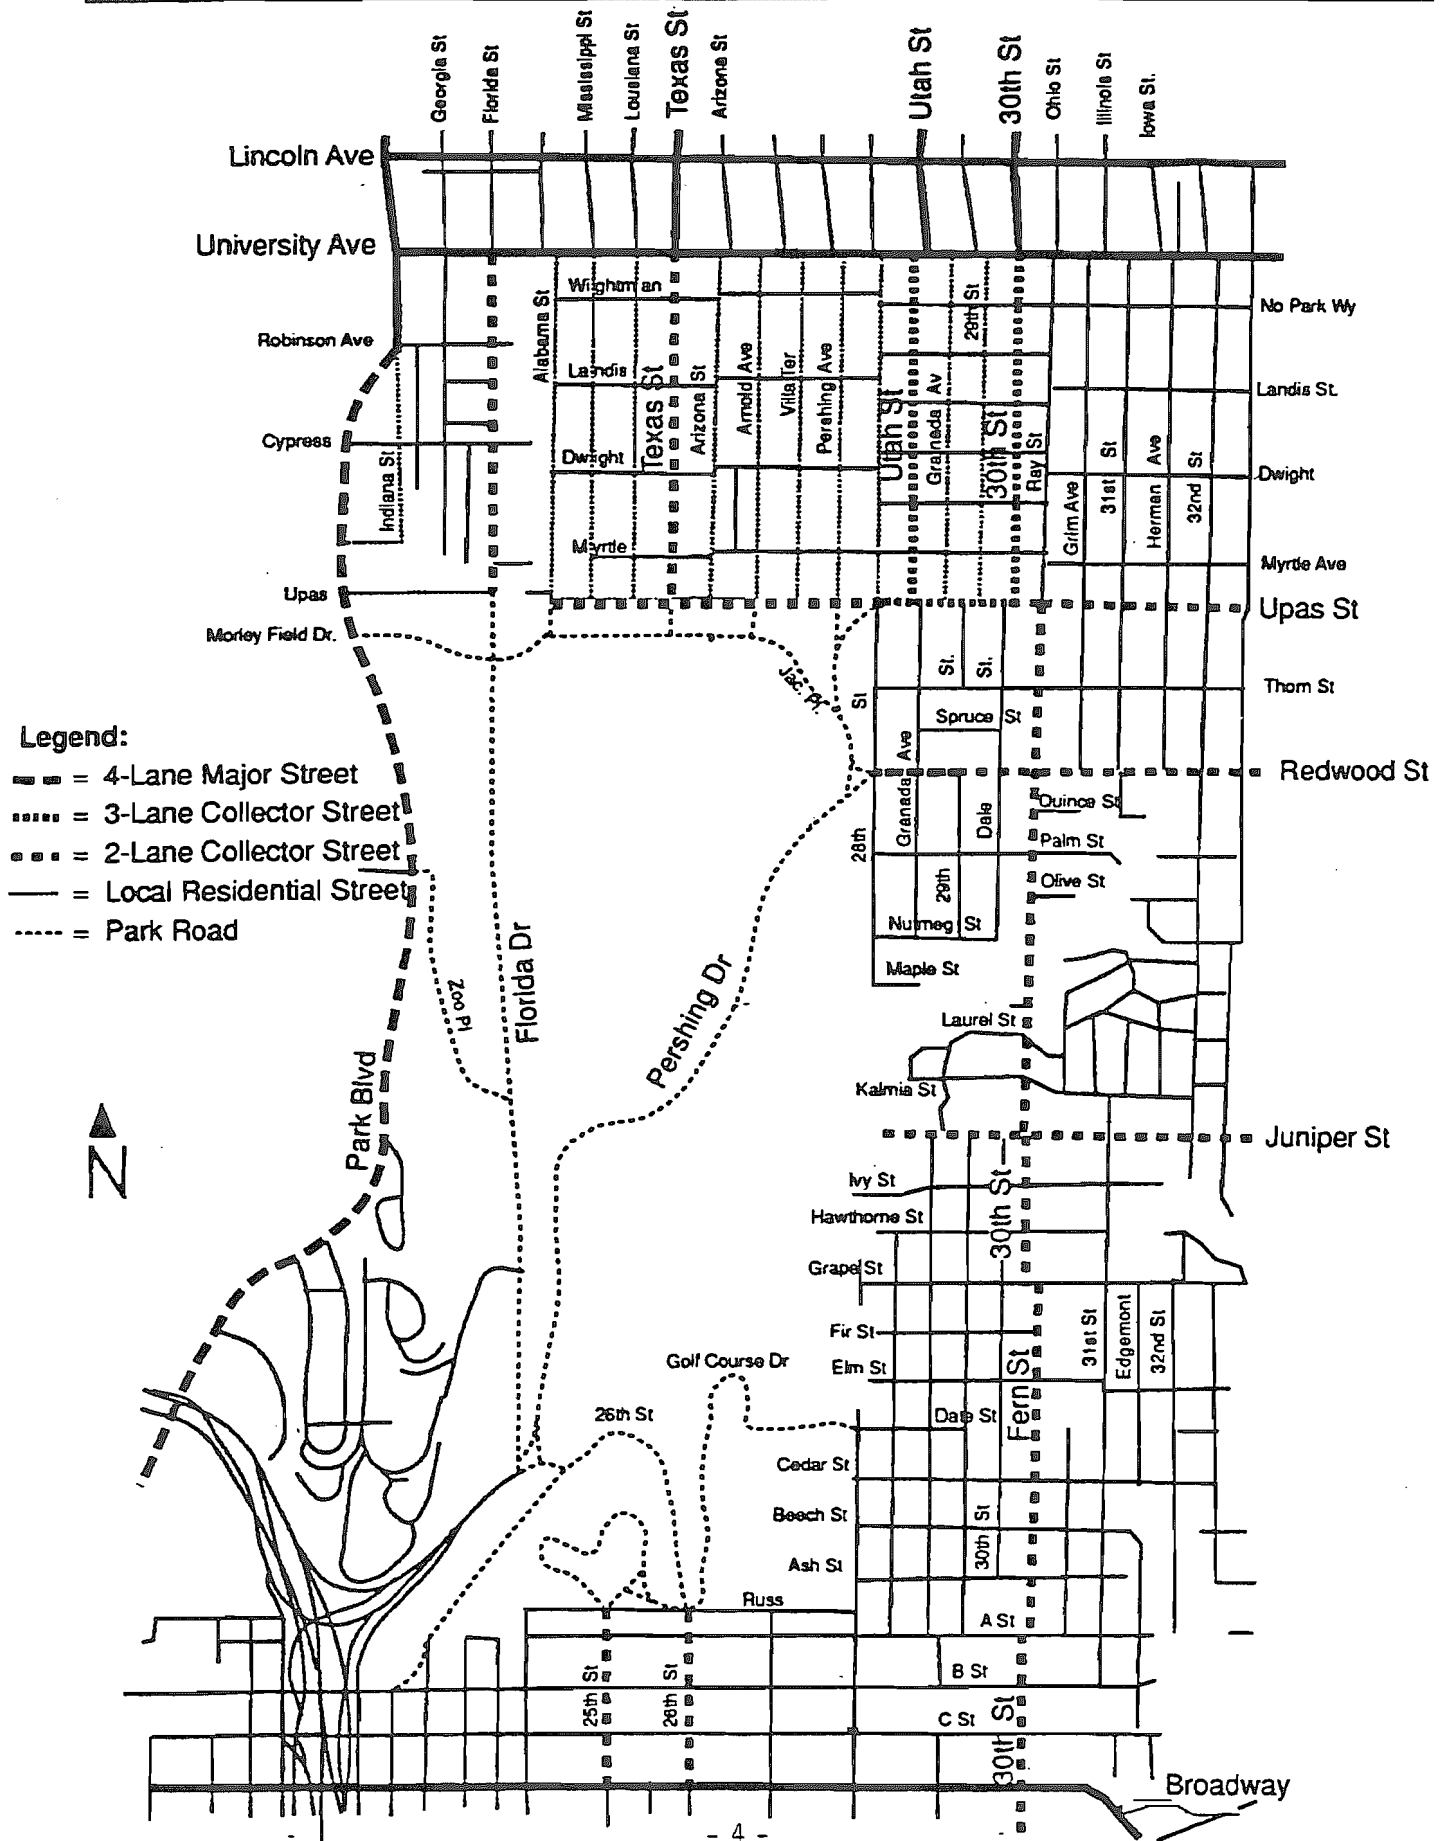 Georgia St
Florida St
Mississippi St
Lousiana St
Texas St
Arizona St
Utah St
30th St
Ohio St
Illinois St
Iowa St.
Lincoln Ave
University Ave
Wightman
29th St
No Park Wy
Robinson Ave
Alabama St
Landis
Texas St
Arizona St
Arnold Ave
Villa Ter
Pershing Ave
Utah St
Graneda Av
30th St
Ray St
Landis St.
Cypress
Indiana St
Dwight
Grim Ave
31st St
Herman Ave
32nd St
Dwight
Myrtle
Myrtle Ave
Upas
Upas St
Morley Field Dr.
Jac. Pl.
St.
St.
Thorn St
Legend:
= 4-Lane Major Street
= 3-Lane Collector Street
= 2-Lane Collector Street
= Local Residential Street
= Park Road
28th St
Granada Ave
Spruce St
Redwood St
Dale
Quince St
Palm St
29th
Olive St
Nutmeg St
Maple St
Zoo Pl
Florida Dr
Pershing Dr
Laurel St
Kalmia St
Park Blvd
N
Juniper St
Ivy St
30th St
Hawthorne St
Grape St
Fir St
Elm St
Fern St
31st St
Edgemont
32nd St
Golf Course Dr
26th St
Date St
Cedar St
Beech St
30th St
Ash St
Russ
A St
B St
25th St
26th St
C St
30th St
Broadway
- 4 -